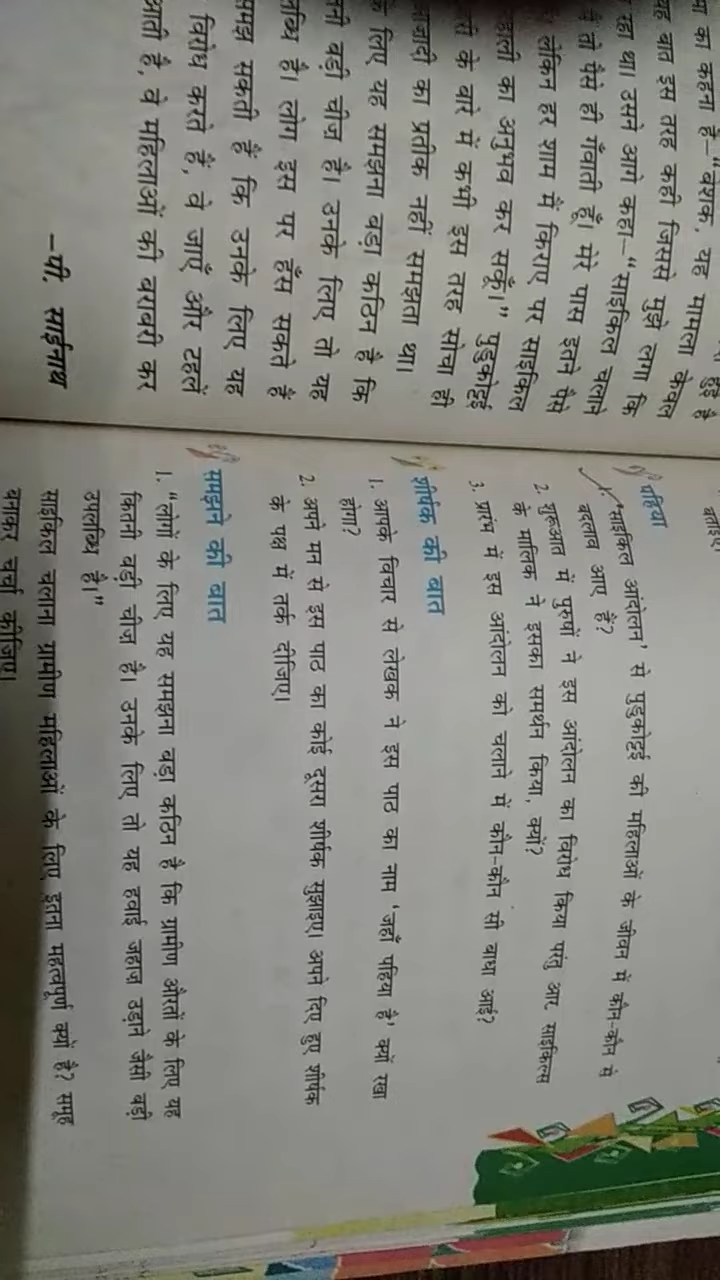 का कहना है–“बेशक, यह मामला केवल
यह बात इस तरह कही जिससे मुझे लगा कि
रहा था। उसने आगे कहा–“साइकिल चलाने
तो पैसे ही गँवाती हूँ। मेरे पास इतने पैसे
लेकिन हर शाम मैं किराए पर साइकिल
का अनुभव कर सकूँ।” पुडुकोट्टई
के बारे में कभी इस तरह सोचा ही
का प्रतीक नहीं समझता था।
लिए यह समझना बड़ा कठिन है कि
बड़ी चीज है। उनके लिए तो यह
है। लोग इस पर हँस सकते हैं
समझ सकती हैं कि उनके लिए यह
विरोध करते हैं, वे जाएँ और टहलें
आती है, वे महिलाओं की बराबरी कर
–पी. साईनाथ
पहिया
1. ‘साइकिल आंदोलन’ से पुडुकोट्टई की महिलाओं के जीवन में कौन-कौन से
बदलाव आए हैं?
2. शुरूआत में पुरुषों ने इस आंदोलन का विरोध किया परंतु आर. साइकिल्स
के मालिक ने इसका समर्थन किया, क्यों?
3. प्रारंभ में इस आंदोलन को चलाने में कौन-कौन सी बाधा आई?
शीर्षक की बात
1. आपके विचार से लेखक ने इस पाठ का नाम ‘जहाँ पहिया है’ क्यों रखा
होगा?
2. अपने मन से इस पाठ का कोई दूसरा शीर्षक सुझाइए। अपने दिए हुए शीर्षक
के पक्ष में तर्क दीजिए।
समझने की बात
1. “लोगों के लिए यह समझना बड़ा कठिन है कि ग्रामीण औरतों के लिए यह
कितनी बड़ी चीज है। उनके लिए तो यह हवाई जहाज उड़ाने जैसी बड़ी
उपलब्धि है।”
साइकिल चलाना ग्रामीण महिलाओं के लिए इतना महत्वपूर्ण क्यों है? समूह
बनाकर चर्चा कीजिए।